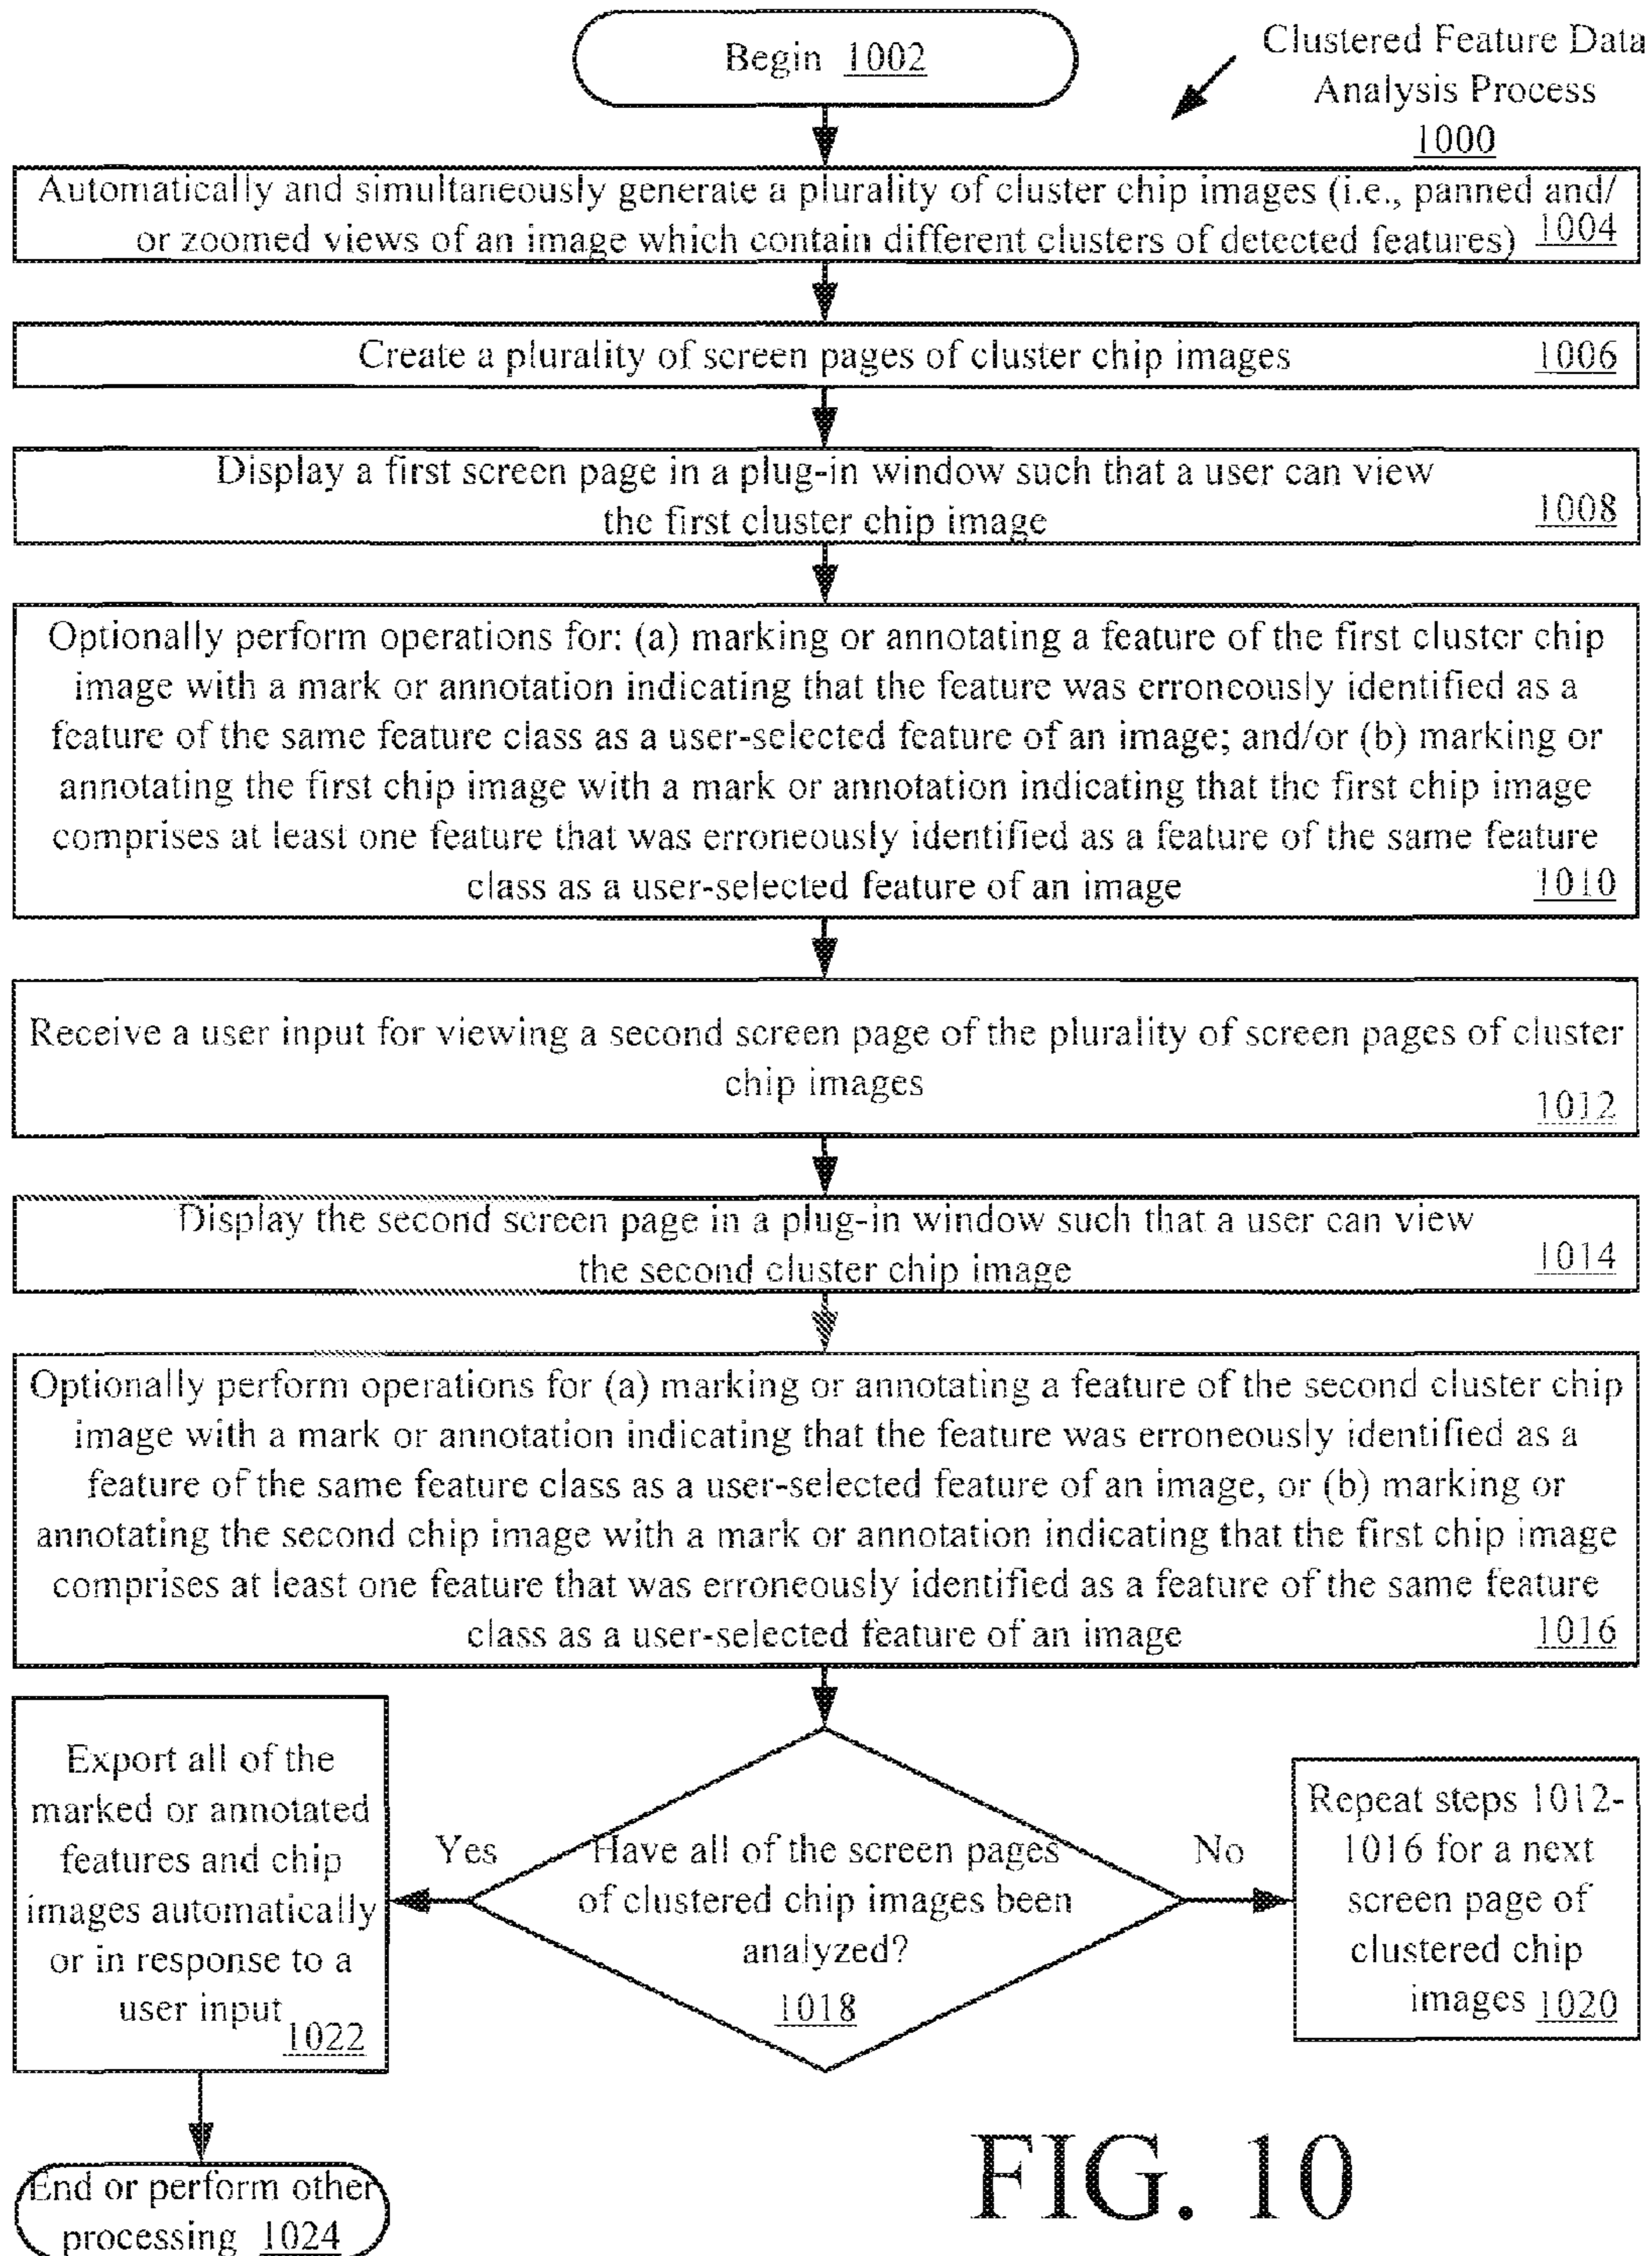 Begin 1002
Clustered Feature Data
Analysis Process
1000
Automatically and simultaneously generate a plurality of cluster chip images (i.e., panned and/
or zoomed views of an image which contain different clusters of detected features) 1004
Create a plurality of screen pages of cluster chip images 1006
Display a first screen page in a plug-in window such that a user can view
the first cluster chip image 1008
Optionally perform operations for: (a) marking or annotating a feature of the first cluster chip
image with a mark or annotation indicating that the feature was erroneously identified as a
feature of the same feature class as a user-selected feature of an image; and/or (b) marking or
annotating the first chip image with a mark or annotation indicating that the first chip image
comprises at least one feature that was erroneously identified as a feature of the same feature
class as a user-selected feature of an image 1010
Receive a user input for viewing a second screen page of the plurality of screen pages of cluster
chip images
1012
Display the second screen page in a plug-in window such that a user can view
the second cluster chip image 1014
Optionally perform operations for (a) marking or annotating a feature of the second cluster chip
image with a mark or annotation indicating that the feature was erroneously identified as a
feature of the same feature class as a user-selected feature of an image, or (b) marking or
annotating the second chip image with a mark or annotation indicating that the first chip image
comprises at least one feature that was erroneously identified as a feature of the same feature
class as a user-selected feature of an image 1016
Export all of the
marked or annotated
features and chip
images automatically
or in response to a
user input 1022
Yes
Have all of the screen pages
of clustered chip images been
analyzed?
1018
No
Repeat steps 1012-
1016 for a next
screen page of
clustered chip
images 1020
End or perform other
processing 1024
FIG. 10